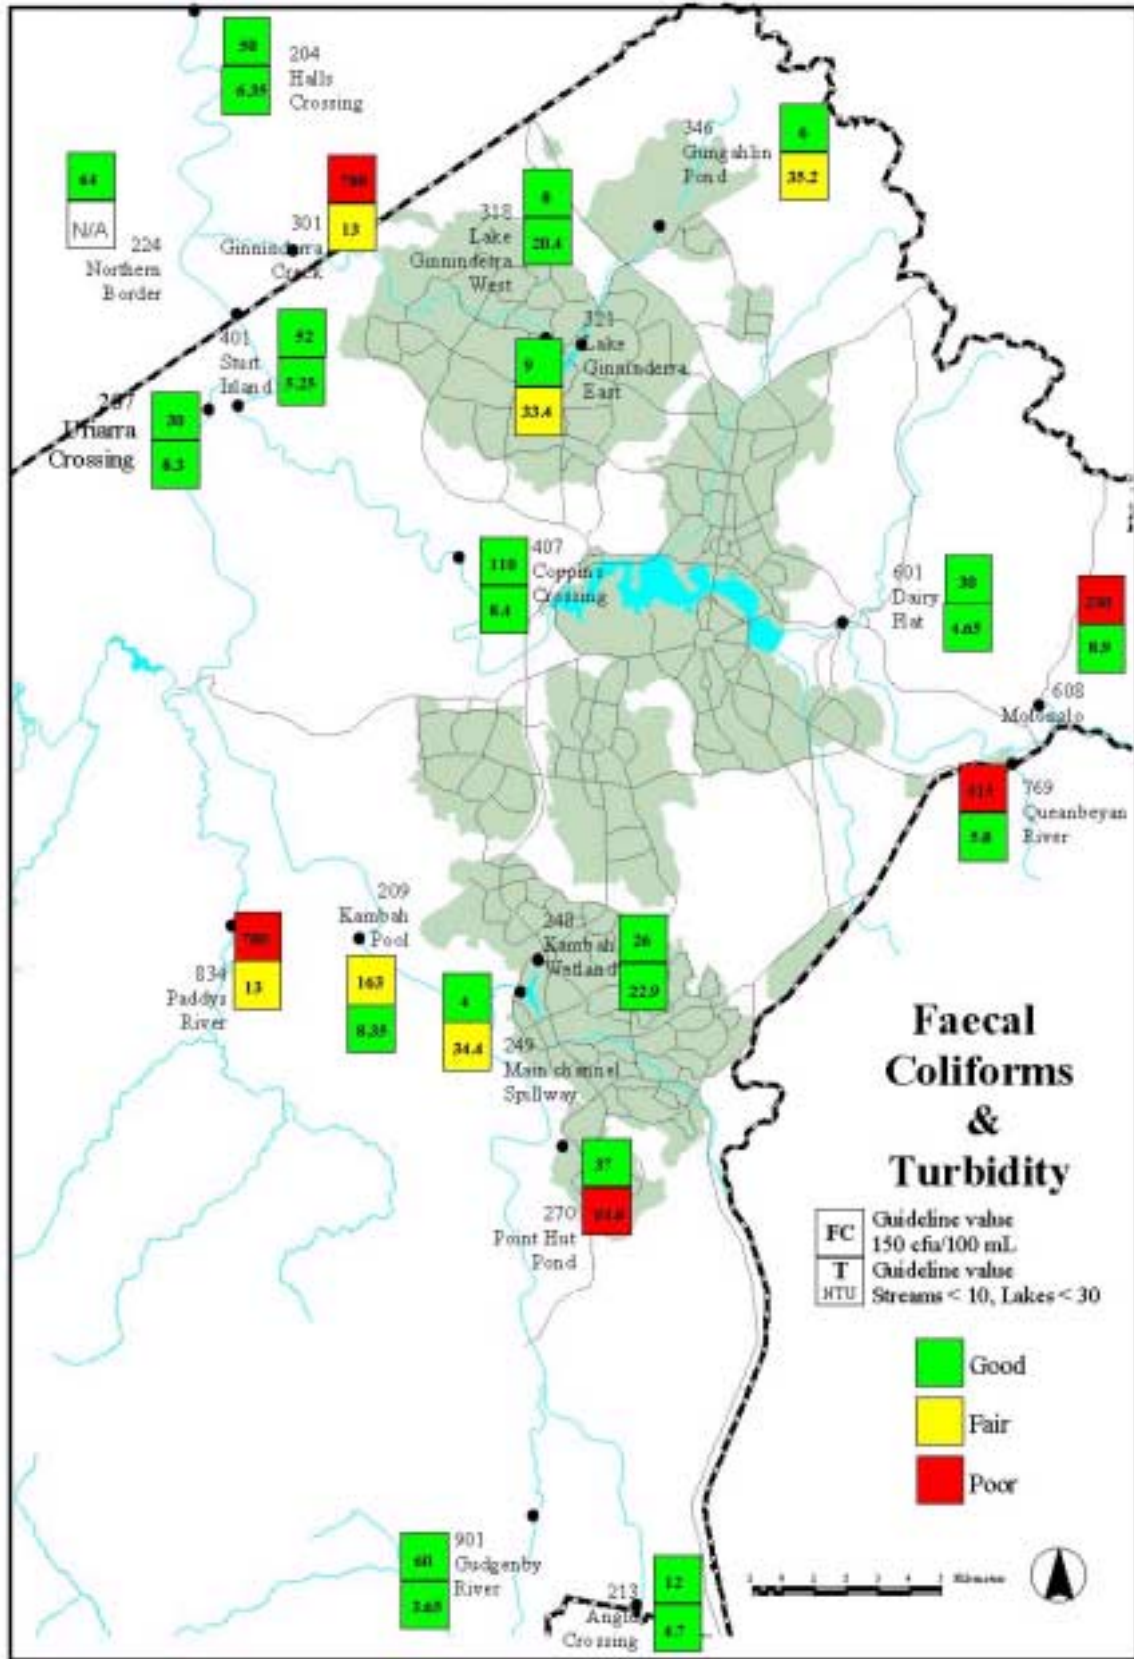 50
6.35
204
Halls
Crossing
64
N/A
224
Northern
Border
13
301
Ginninderra
Creek
318
Lake
Ginninderra
West
20.4
346
Gungahlin
Pond
6
35.2
401
Sturt
Island
52
5.25
Uriarra
Crossing
30
9
33.4
321
Lake
Ginninderra
East
110
8.4
407
Coppins
Crossing
601
Dairy
Flat
30
4.65
8.9
608
Molonglo
769
Queanbeyan
River
5.8
209
Kambah
Pool
163
8.35
834
Paddys
River
13
248
Kambah
Wetland
26
22.9
4
34.4
249
Main channel
Spillway
37
270
Point Hut
Pond
60
3.65
901
Gudgenby
River
213
Angle
Crossing
12
4.7
Faecal
Coliforms
&
Turbidity
FC Guideline value
150 cfu/100 mL
T Guideline value
NTU Streams < 10, Lakes < 30
Good
Fair
Poor
Kilometers